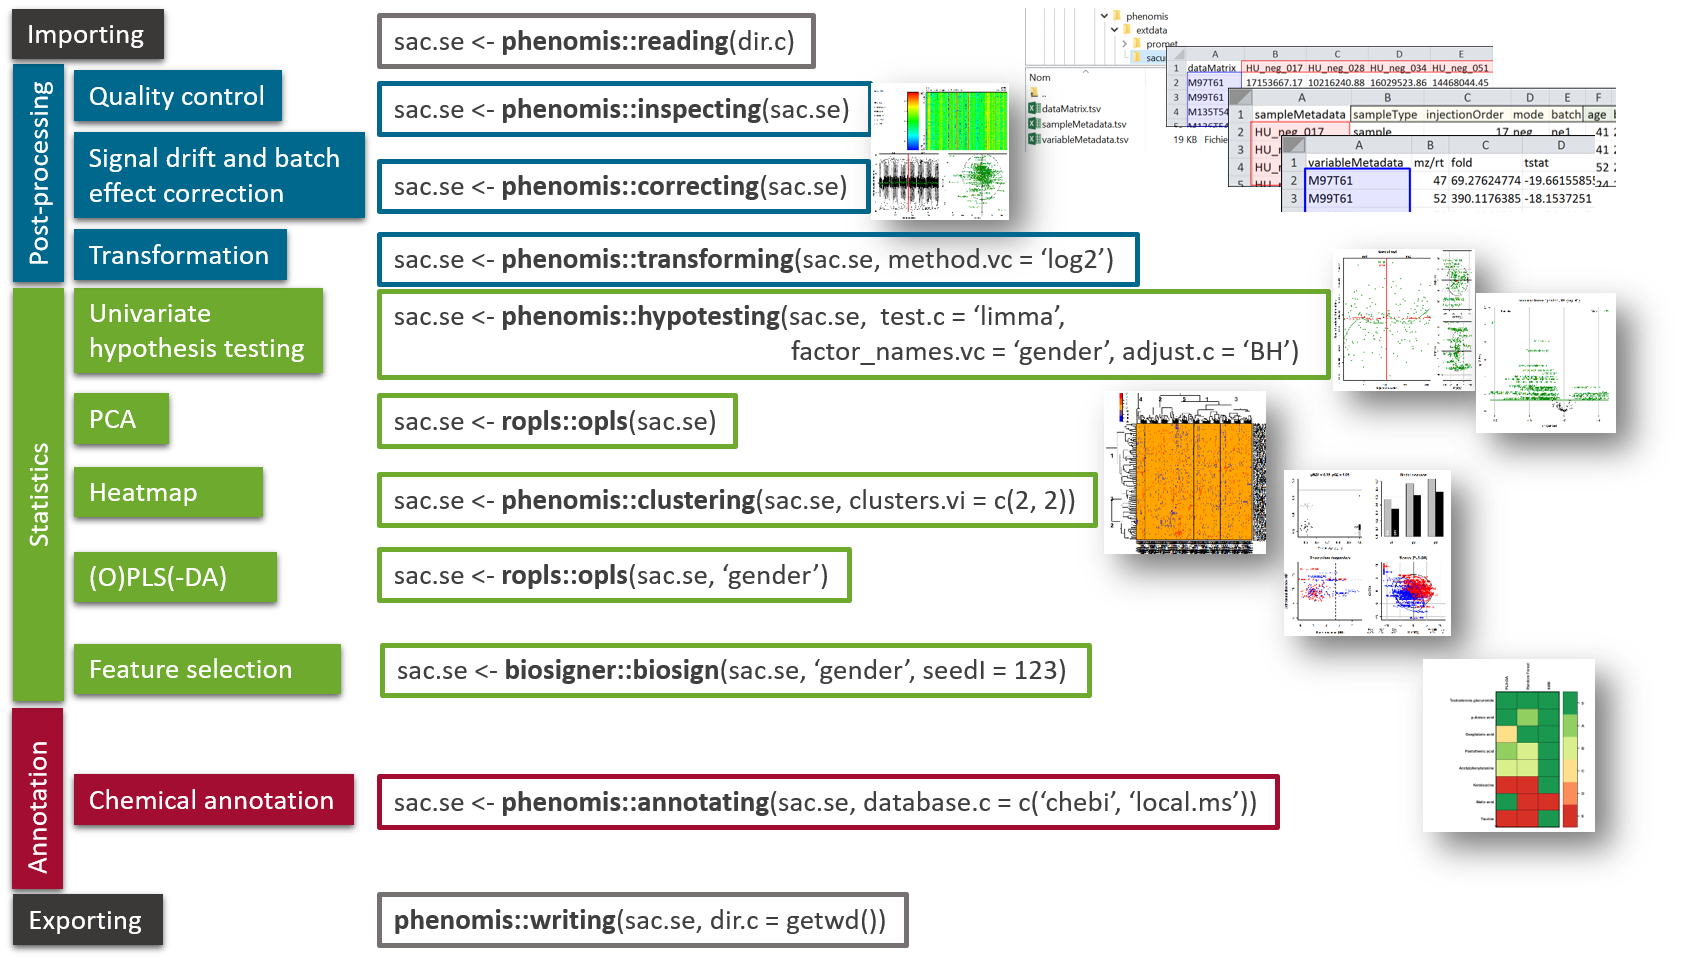 Importing
sac.se <- phenomis::reading(dir.c)
phenomis
extdata
promet
sacu
Nom
dataMatrix.tsv
sampleMetadata.tsv
variableMetadata.tsv
19 KB Fichie
A B C D E
1 dataMatrix HU_neg_017 HU_neg_028 HU_neg_034 HU_neg_051
2 M97T61 17153667.17 10216240.88 16029523.86 14468044.45
3 M99T61
4 M135T54
A B C D E F
1 sampleMetadata sampleType injectionOrder mode batch age
2 HU_neg_017 sample 17 neg ne1 41
3 HU_n 41
4 HU_n 52
5 HU_n
A B C D
1 variableMetadata mz/rt fold tstat
2 M97T61 47 69.27624774 -19.6615585
3 M99T61 52 390.1176385 -18.1537251
Post-processing
Quality control
sac.se <- phenomis::inspecting(sac.se)
Signal drift and batch
effect correction
sac.se <- phenomis::correcting(sac.se)
Transformation
sac.se <- phenomis::transforming(sac.se, method.vc = ‘log2’)
Statistics
Univariate
hypothesis testing
sac.se <- phenomis::hypotesting(sac.se, test.c = ‘limma’,
factor_names.vc = ‘gender’, adjust.c = ‘BH’)
PCA
sac.se <- ropls::opls(sac.se)
Heatmap
sac.se <- phenomis::clustering(sac.se, clusters.vi = c(2, 2))
(O)PLS(-DA)
sac.se <- ropls::opls(sac.se, ‘gender’)
Feature selection
sac.se <- biosigner::biosign(sac.se, ‘gender’, seedI = 123)
Annotation
Chemical annotation
sac.se <- phenomis::annotating(sac.se, database.c = c(‘chebi’, ‘local.ms’))
Exporting
phenomis::writing(sac.se, dir.c = getwd())